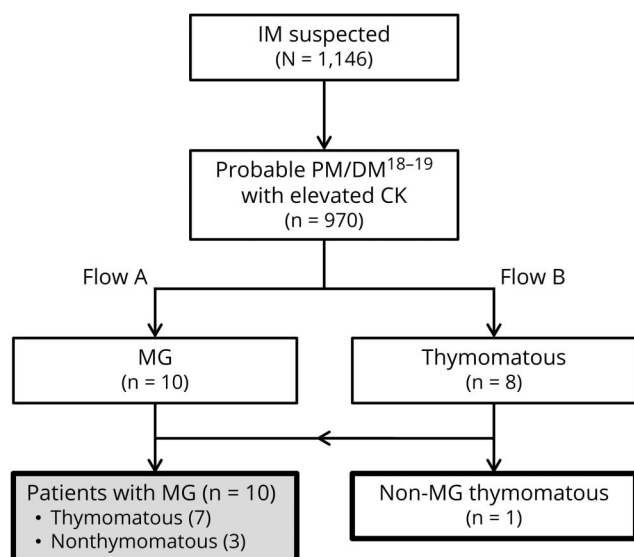 IM suspected
(N = 1,146)
Probable PM/DM18–19
with elevated CK
(n = 970)
Flow A
Flow B
MG
(n = 10)
Thymomatous
(n = 8)
Patients with MG (n = 10)
• Thymomatous (7)
• Nonthymomatous (3)
Non-MG thymomatous
(n = 1)